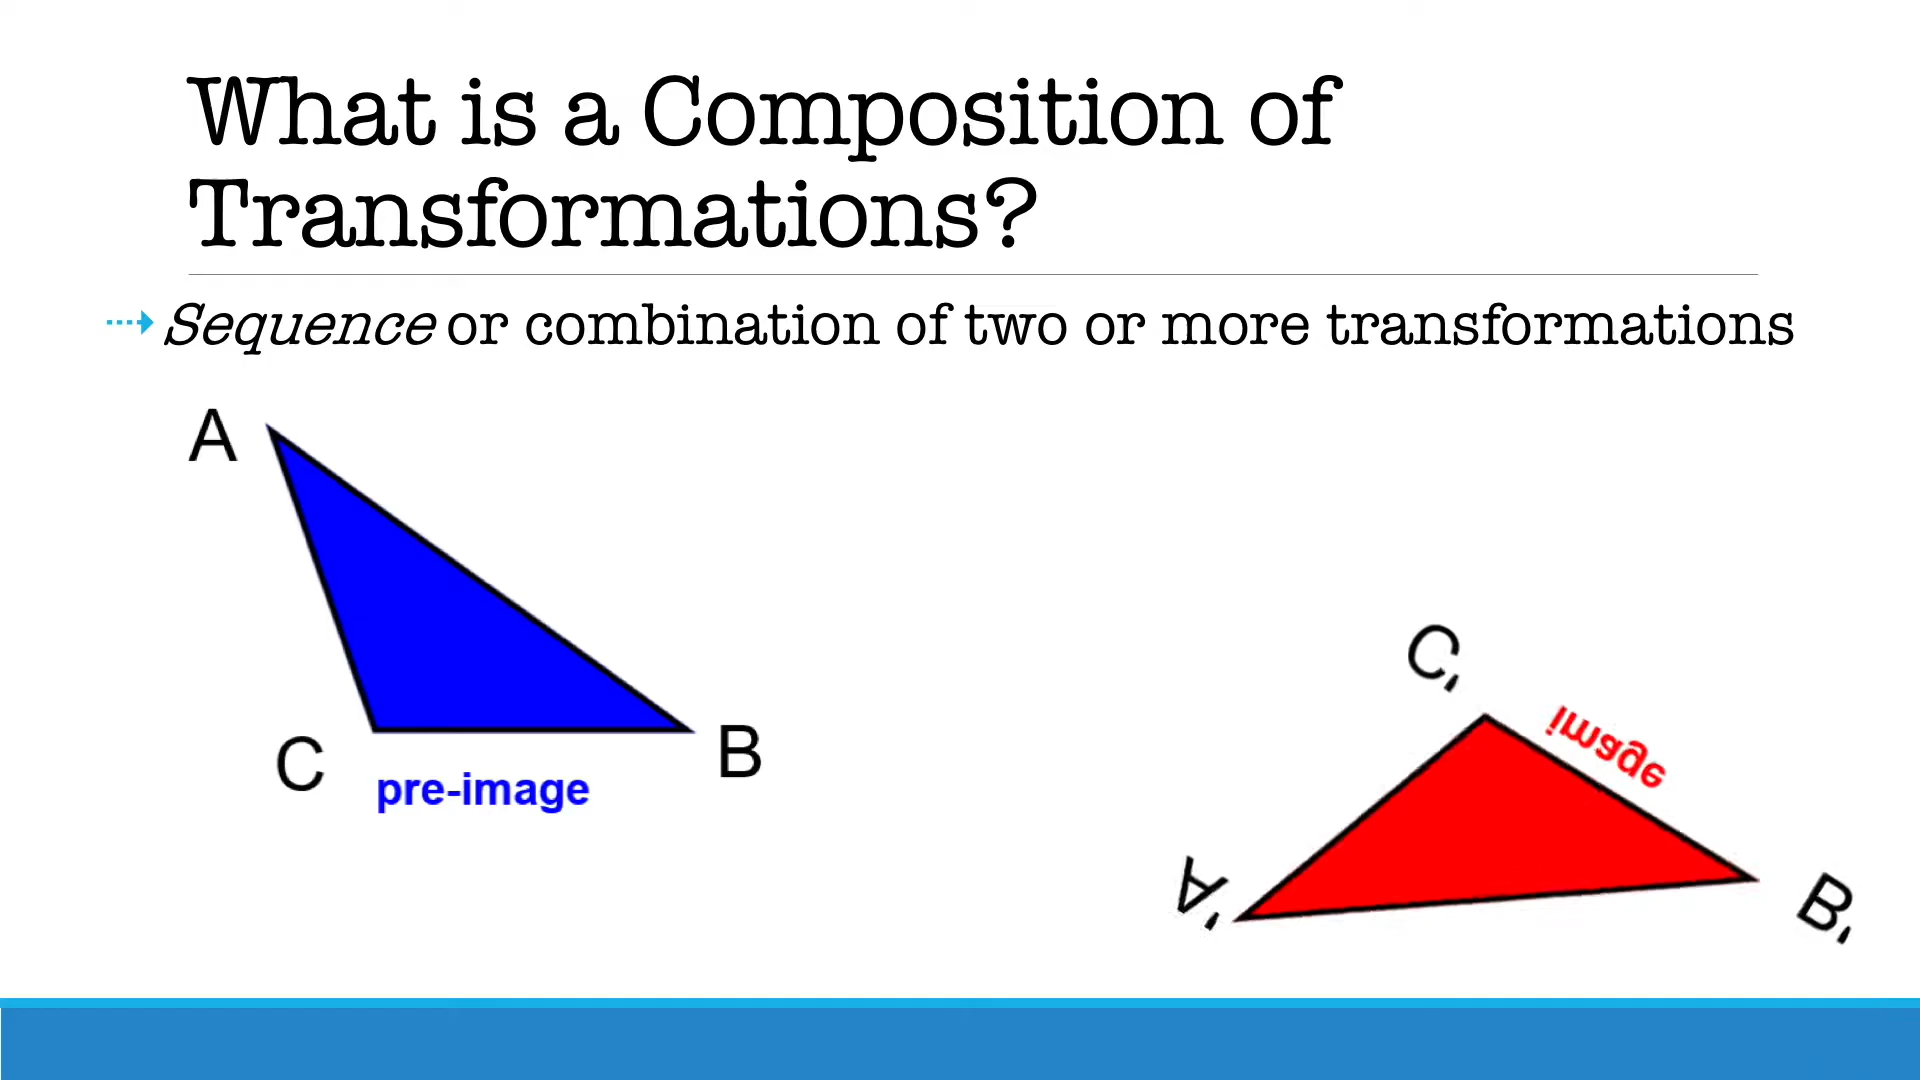 What is a Composition of
Transformations?
Sequence or combination of two or more transformations
A
C
B
pre-image
C'
image
A'
B'